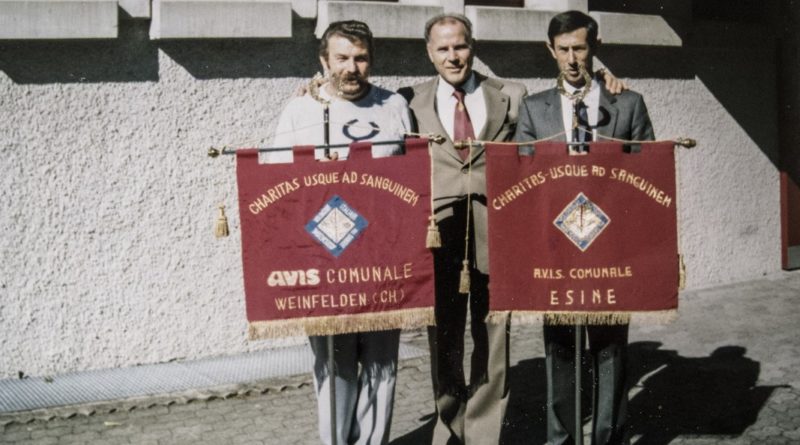 CHARITAS USQUE AD SANGUINEM
AVIS COMUNALE
WEINFELDEN (CH)
CHARITAS-USQUE AD SANGUINEM
A.V.I.S. COMUNALE
ESINE